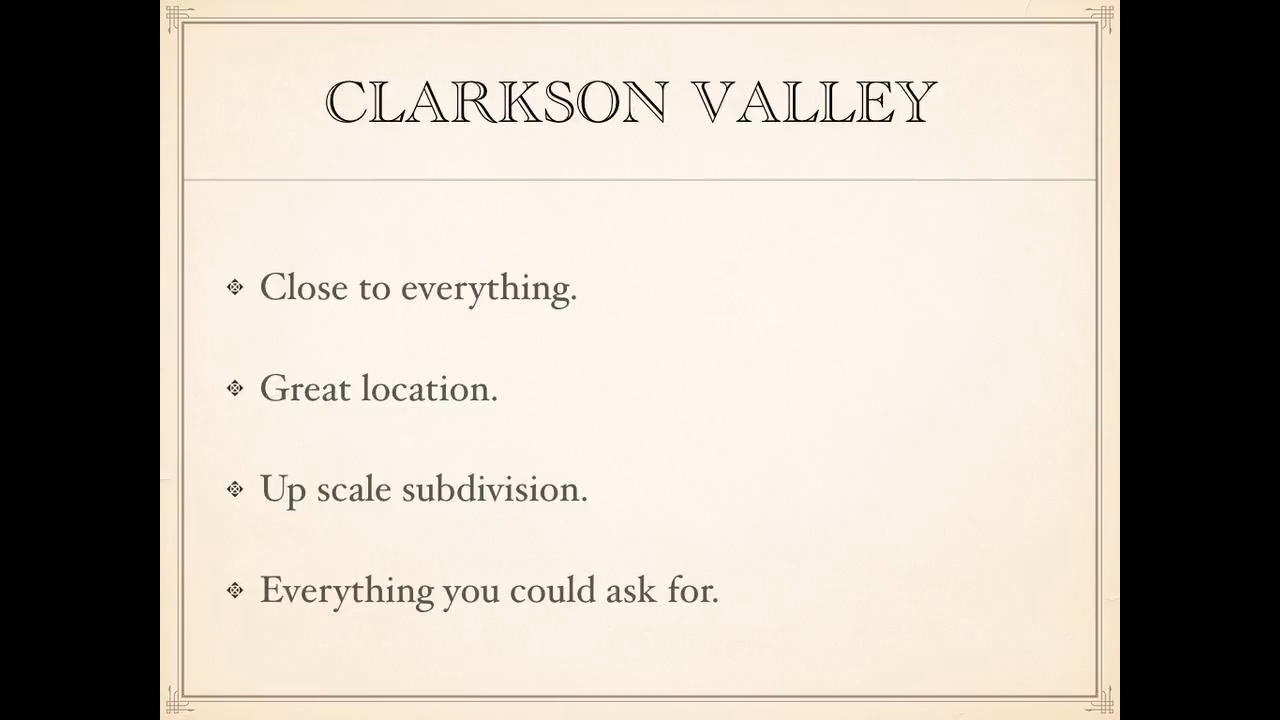 CLARKSON VALLEY
Close to everything.
Great location.
Up scale subdivision.
Everything you could ask for.